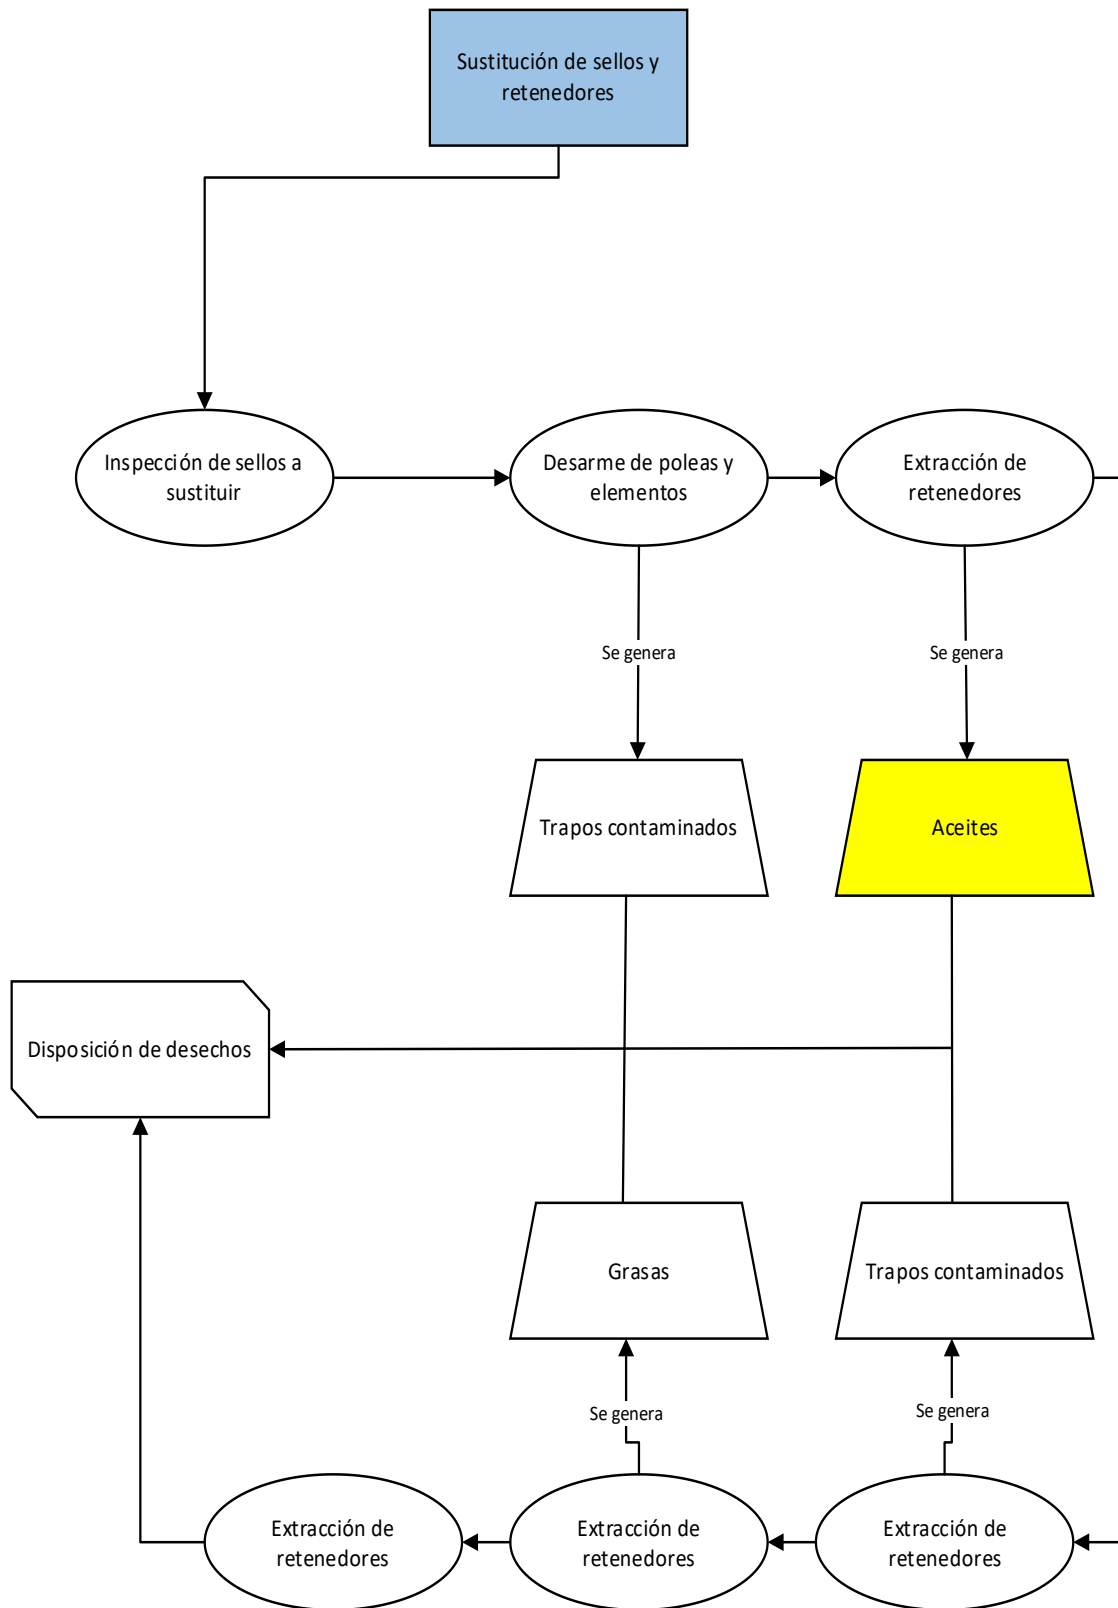 Sustitución de sellos y
retenedores
Inspección de sellos a
sustituir
Desarme de poleas y
elementos
Extracción de
retenedores
Se genera
Se genera
Trapos contaminados
Aceites
Disposición de desechos
Grasas
Trapos contaminados
Se genera
Se genera
Extracción de
retenedores
Extracción de
retenedores
Extracción de
retenedores